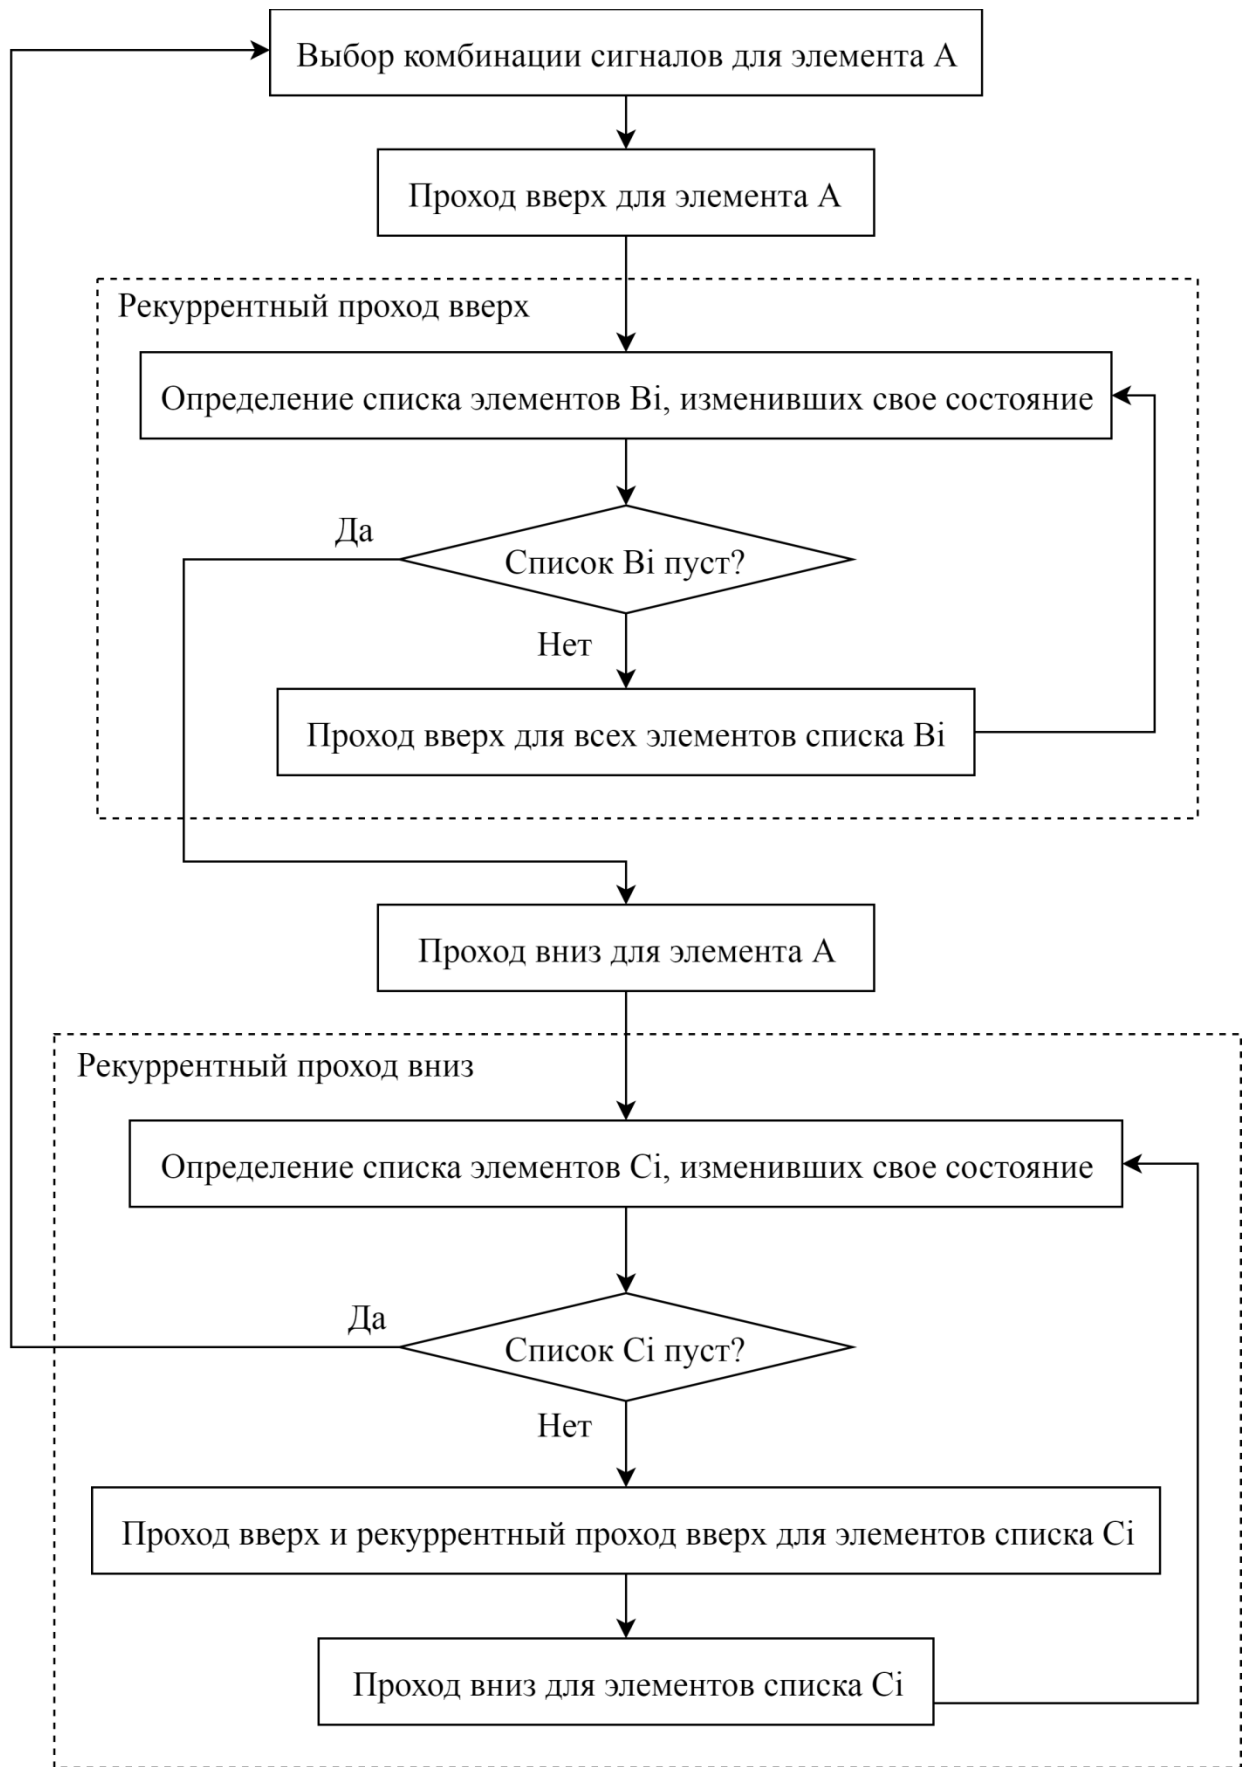 Выбор комбинации сигналов для элемента А
Проход вверх для элемента А
Рекуррентный проход вверх
Определение списка элементов Bi, изменивших свое состояние
Да
Список Bi пуст?
Нет
Проход вверх для всех элементов списка Bi
Проход вниз для элемента А
Рекуррентный проход вниз
Определение списка элементов Ci, изменивших свое состояние
Да
Список Ci пуст?
Нет
Проход вверх и рекуррентный проход вверх для элементов списка Ci
Проход вниз для элементов списка Ci